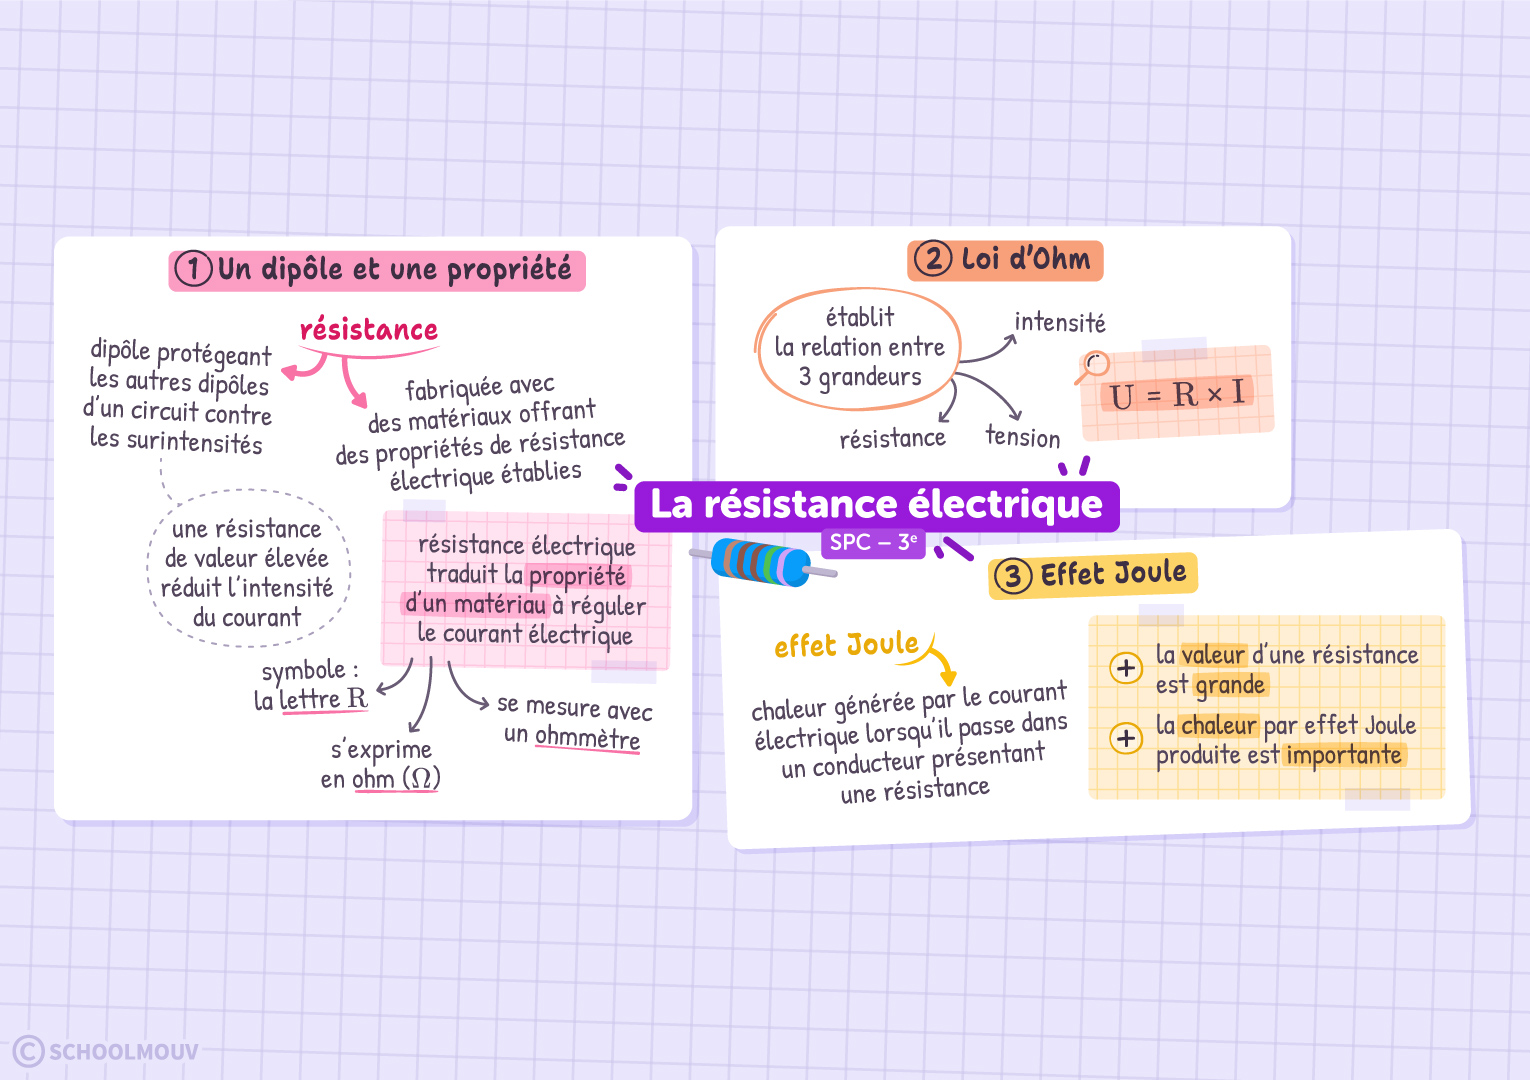 1 Un dipôle et une propriété
résistance
dipôle protégeant
les autres dipôles
d'un circuit contre
les surintensités
fabriquée avec
des matériaux offrant
des propriétés de résistance
électrique établies
une résistance
de valeur élevée
réduit l'intensité
du courant
résistance électrique
traduit la propriété
d'un matériau à réguler
le courant électrique
symbole :
la lettre R
s'exprime
en ohm (Ω)
se mesure avec
un ohmmètre
2 Loi d'Ohm
établit
la relation entre
3 grandeurs
intensité
résistance
tension
U = R × I
La résistance électrique
SPC – 3e
3 Effet Joule
effet Joule
chaleur générée par le courant
électrique lorsqu'il passe dans
un conducteur présentant
une résistance
+ la valeur d'une résistance
est grande
+ la chaleur par effet Joule
produite est importante
© SCHOOLMOUV